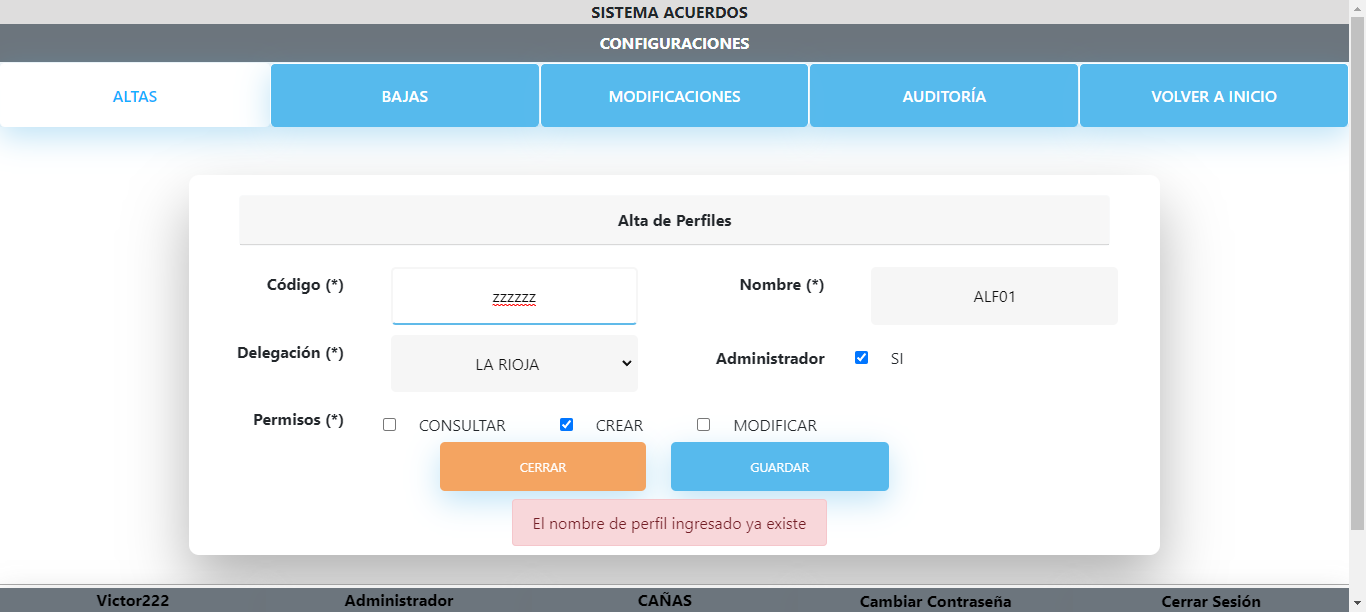 SISTEMA ACUERDOS
CONFIGURACIONES
ALTAS BAJAS MODIFICACIONES AUDITORÍA VOLVER A INICIO
Alta de Perfiles
Código (*) zzzzzz Nombre (*) ALF01
Delegación (*) LA RIOJA Administrador SI
Permisos (*) CONSULTAR CREAR MODIFICAR
CERRAR GUARDAR
El nombre de perfil ingresado ya existe
Victor222 Administrador CAÑAS Cambiar Contraseña Cerrar Sesión